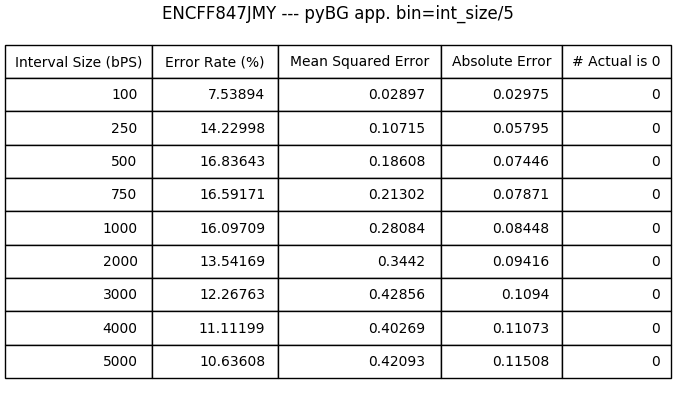 ENCFF847JMY --- pyBG app. bin=int_size/5
Interval Size (bPS) Error Rate (%) Mean Squared Error Absolute Error # Actual is 0
100 7.53894 0.02897 0.02975 0
250 14.22998 0.10715 0.05795 0
500 16.83643 0.18608 0.07446 0
750 16.59171 0.21302 0.07871 0
1000 16.09709 0.28084 0.08448 0
2000 13.54169 0.3442 0.09416 0
3000 12.26763 0.42856 0.1094 0
4000 11.11199 0.40269 0.11073 0
5000 10.63608 0.42093 0.11508 0